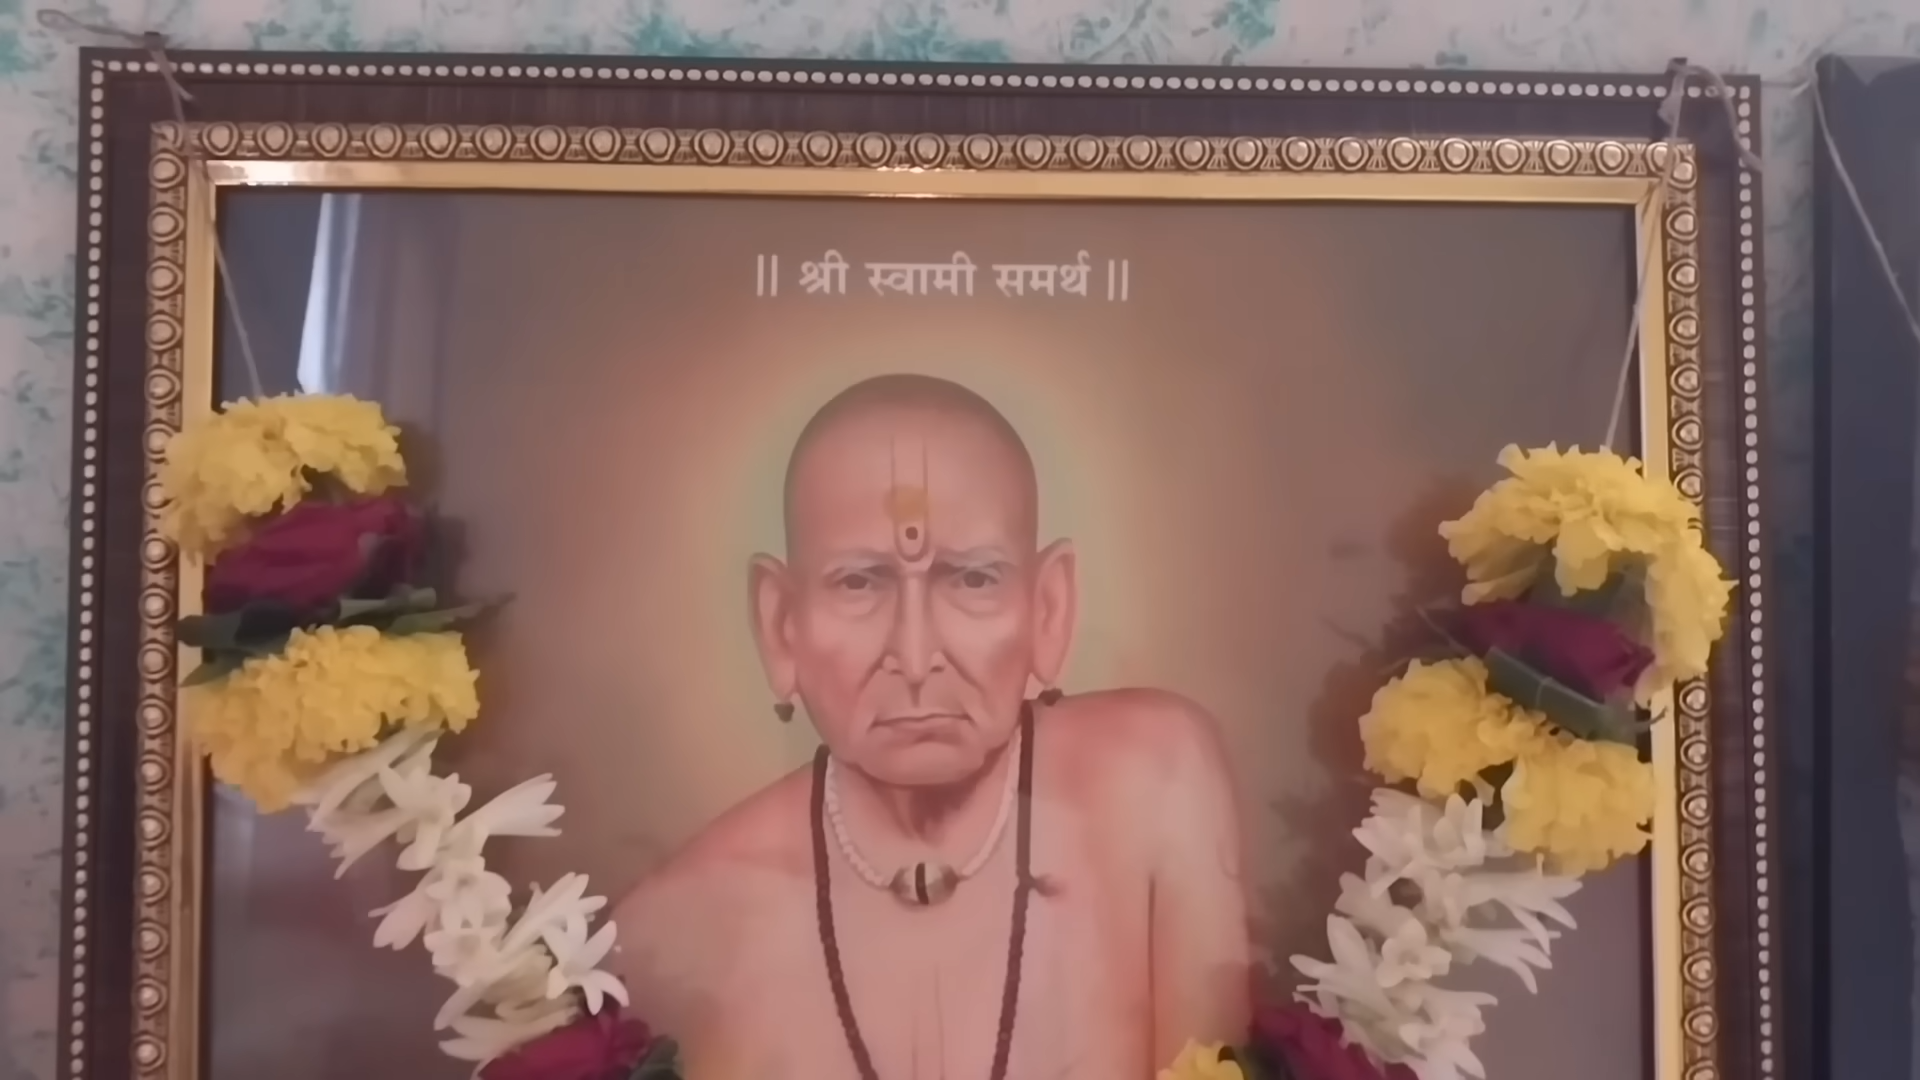 || श्री स्वामी समर्थ ||